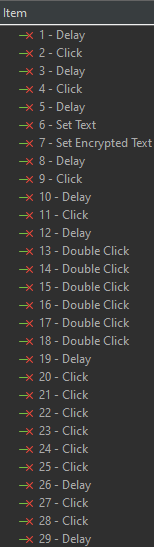 Item
1 - Delay
2 - Click
3 - Delay
4 - Click
5 - Delay
6 - Set Text
7 - Set Encrypted Text
8 - Delay
9 - Click
10 - Delay
11 - Click
12 - Delay
13 - Double Click
14 - Double Click
15 - Double Click
16 - Double Click
17 - Double Click
18 - Double Click
19 - Delay
20 - Click
21 - Click
22 - Click
23 - Click
24 - Click
25 - Click
26 - Delay
27 - Click
28 - Click
29 - Delay